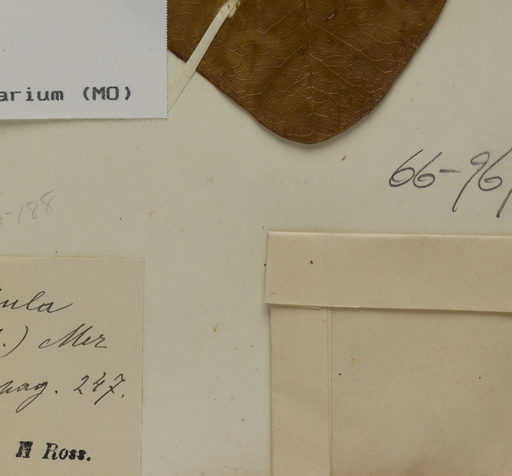 arium (MO)
66-96
-188
ula
.) Mer
pag. 247.
H Ross.